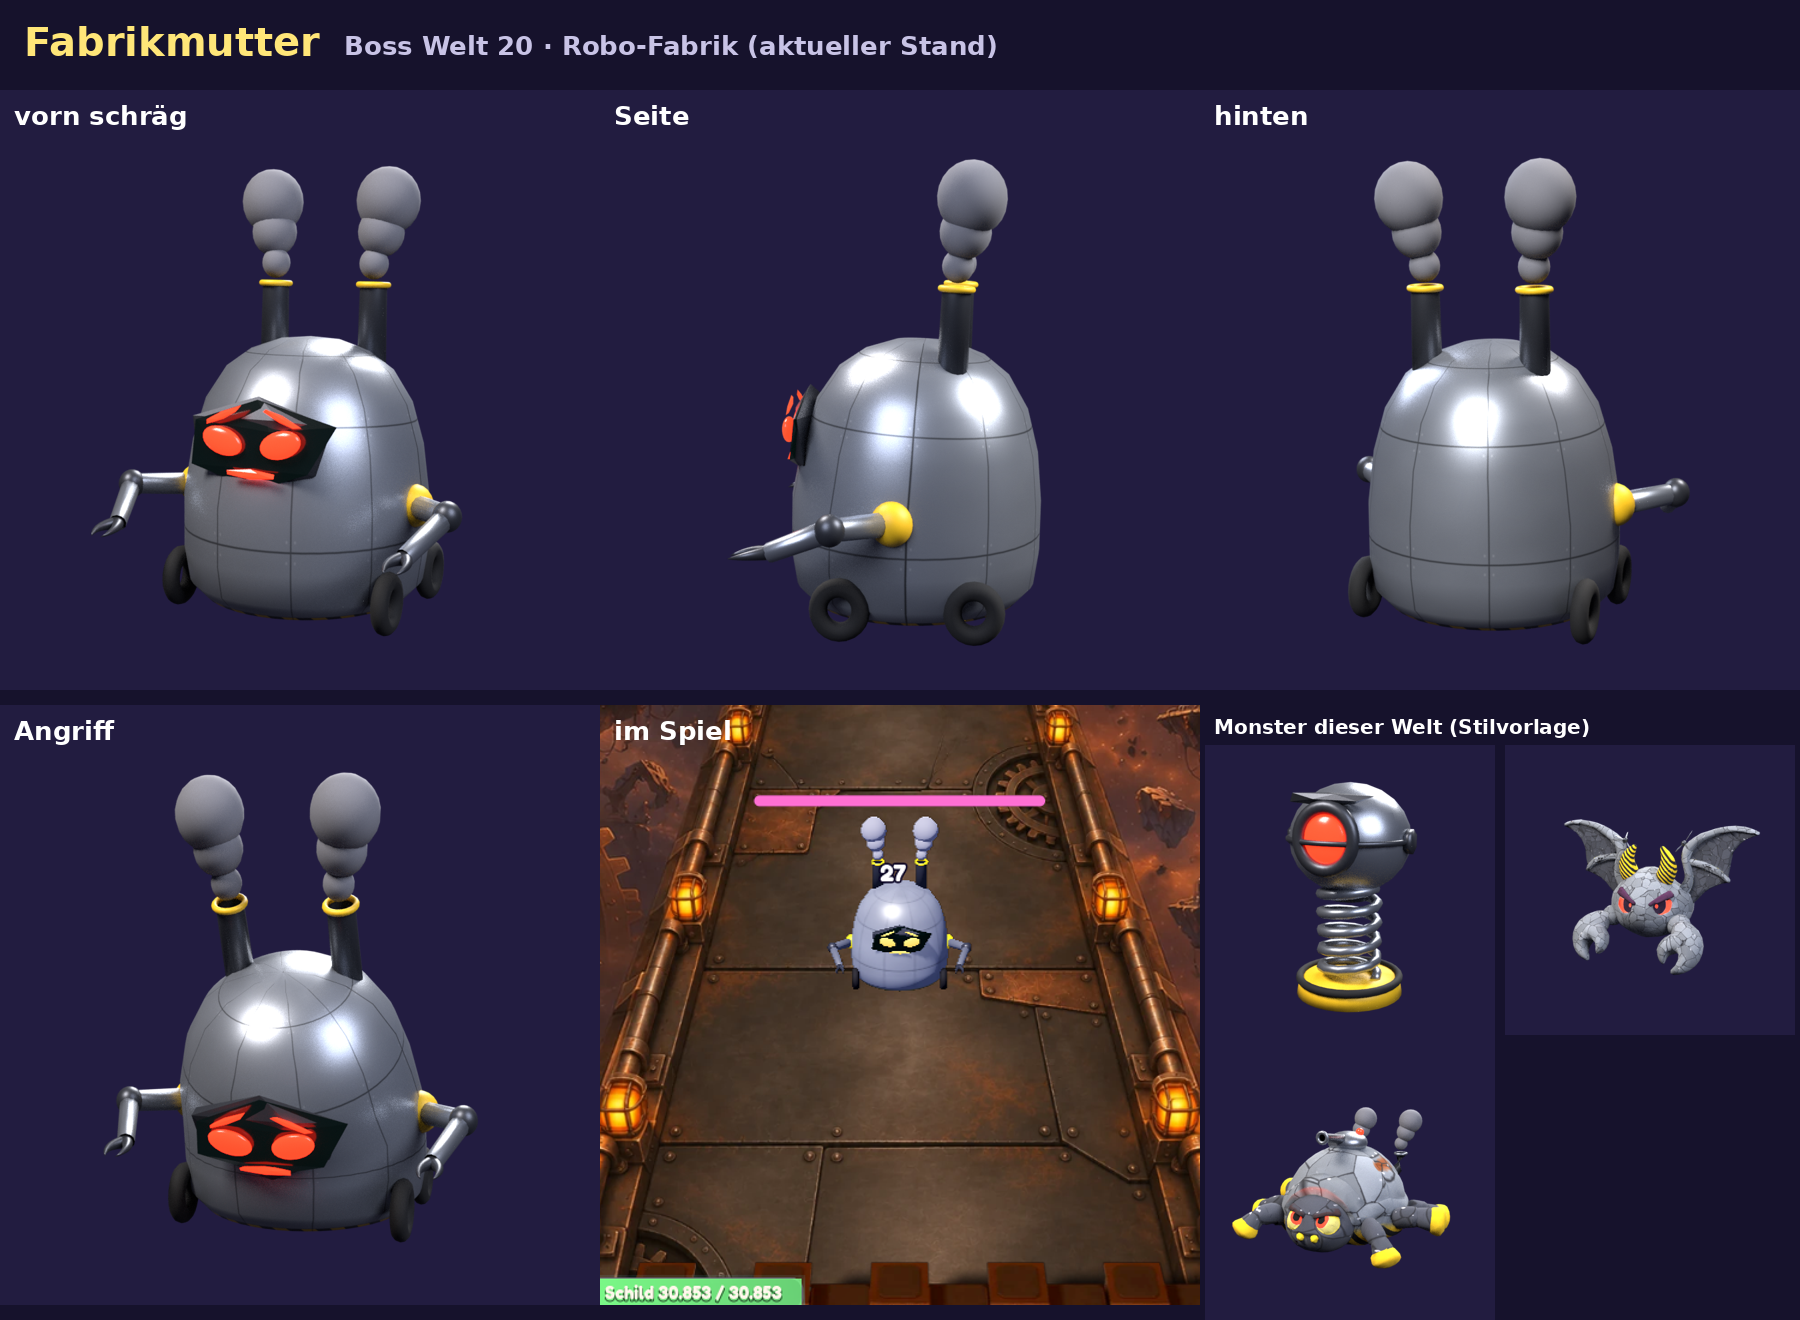 Fabrikmutter Boss Welt 20 · Robo-Fabrik (aktueller Stand)
vorn schräg
Seite
hinten
Angriff
im Spiel
Monster dieser Welt (Stilvorlage)
27
Schild 30.853 / 30.853